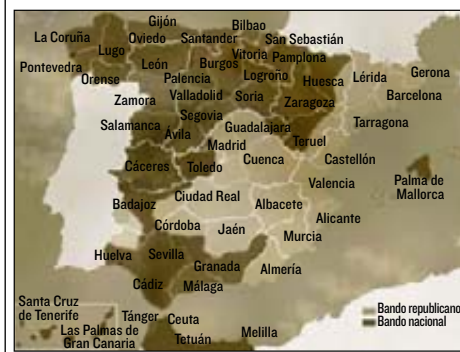 Gijón
Bilbao
La Coruña
Oviedo
Santander
San Sebastián
Lugo
Vitoria
Pamplona
Pontevedra
León
Burgos
Logroño
Huesca
Lérida
Gerona
Orense
Palencia
Barcelona
Zamora
Valladolid
Soria
Zaragoza
Segovia
Tarragona
Salamanca
Guadalajara
Ávila
Madrid
Teruel
Cáceres
Toledo
Cuenca
Castellón
Valencia
Palma de
Mallorca
Ciudad Real
Badajoz
Albacete
Alicante
Córdoba
Jaén
Murcia
Huelva
Sevilla
Granada
Almería
Cádiz
Málaga
Santa Cruz
de Tenerife
Las Palmas de
Gran Canaria
Tánger
Ceuta
Tetuán
Melilla
Bando republicano
Bando nacional